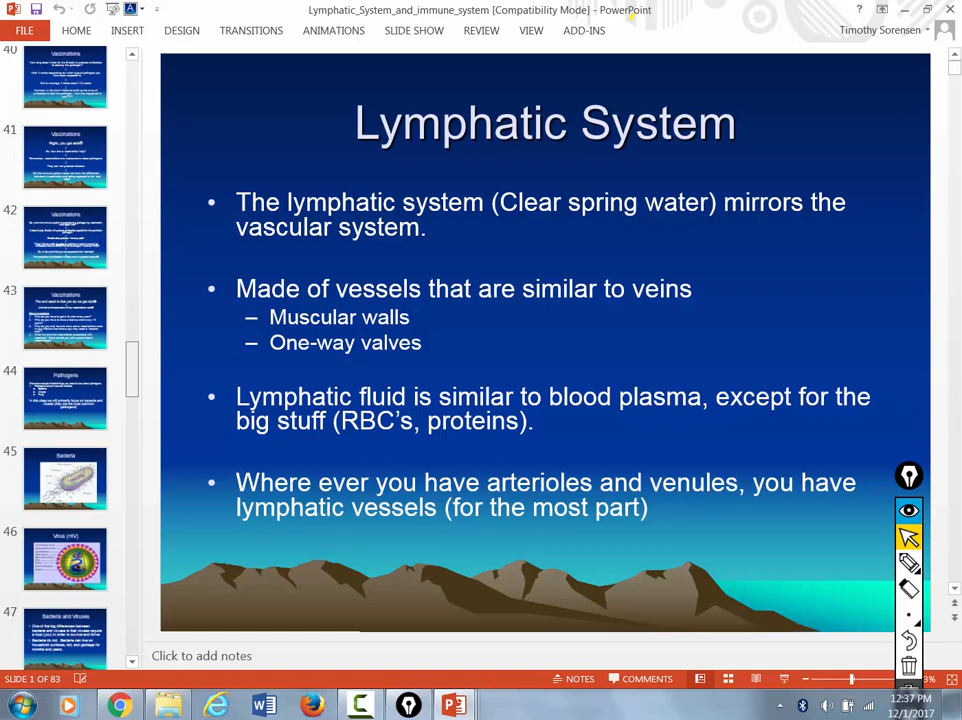 Lymphatic_System_and_immune_system [Compatibility Mode] - PowerPoint
FILE HOME INSERT DESIGN TRANSITIONS ANIMATIONS SLIDE SHOW REVIEW VIEW ADD-INS Timothy Sorensen
40
Vaccinations
41
Vaccinations
42
Vaccinations
43
Vaccinations
44
Pathogens
45
Bacteria
46
Virus (HIV)
47
Bacteria and Viruses
Lymphatic System
• The lymphatic system (Clear spring water) mirrors the
vascular system.
• Made of vessels that are similar to veins
– Muscular walls
– One-way valves
• Lymphatic fluid is similar to blood plasma, except for the
big stuff (RBC's, proteins).
• Where ever you have arterioles and venules, you have
lymphatic vessels (for the most part)
Click to add notes
SLIDE 1 OF 83 NOTES COMMENTS
12:37 PM
12/1/2017